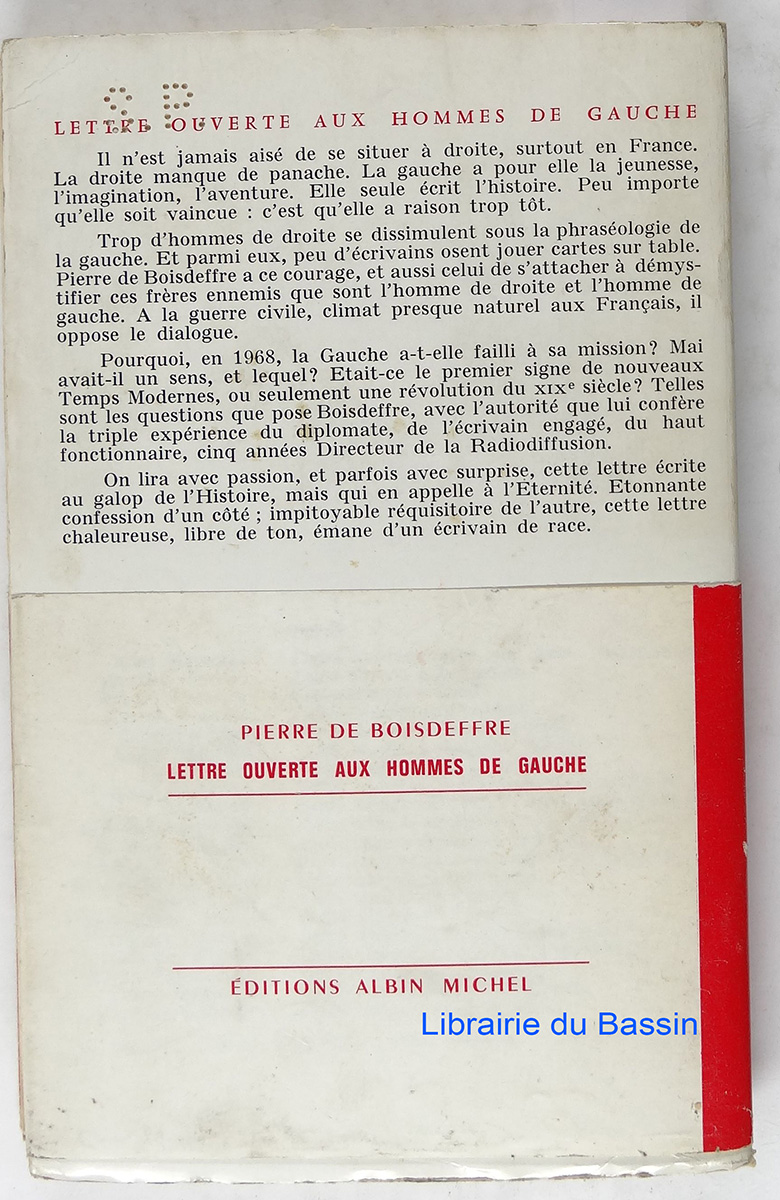 S. P.
LETTRE OUVERTE AUX HOMMES DE GAUCHE
Il n'est jamais aisé de se situer à droite, surtout en France.
La droite manque de panache. La gauche a pour elle la jeunesse,
l'imagination, l'aventure. Elle seule écrit l'histoire. Peu importe
qu'elle soit vaincue : c'est qu'elle a raison trop tôt.
Trop d'hommes de droite se dissimulent sous la phraséologie de
la gauche. Et parmi eux, peu d'écrivains osent jouer cartes sur table.
Pierre de Boisdeffre a ce courage, et aussi celui de s'attacher à démys-
tifier ces frères ennemis que sont l'homme de droite et l'homme de
gauche. A la guerre civile, climat presque naturel aux Français, il
oppose le dialogue.
Pourquoi, en 1968, la Gauche a-t-elle failli à sa mission? Mai
avait-il un sens, et lequel? Etait-ce le premier signe de nouveaux
Temps Modernes, ou seulement une révolution du XIXe siècle? Telles
sont les questions que pose Boisdeffre, avec l'autorité que lui confère
la triple expérience du diplomate, de l'écrivain engagé, du haut
fonctionnaire, cinq années Directeur de la Radiodiffusion.
On lira avec passion, et parfois avec surprise, cette lettre écrite
au galop de l'Histoire, mais qui en appelle à l'Eternité. Etonnante
confession d'un côté ; impitoyable réquisitoire de l'autre, cette lettre
chaleureuse, libre de ton, émane d'un écrivain de race.
PIERRE DE BOISDEFFRE
LETTRE OUVERTE AUX HOMMES DE GAUCHE
ÉDITIONS ALBIN MICHEL
Librairie du Bassin